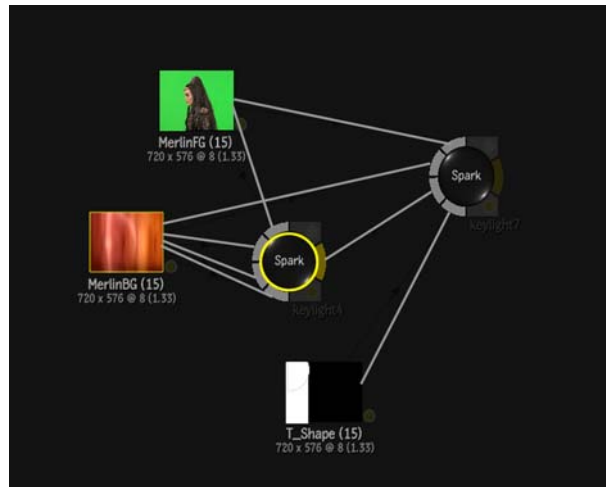 MerlinFG (15)
720 x 576 @ 8 (1.33)
Spark
keylight7
MerlinBG (15)
720 x 576 @ 8 (1.33)
Spark
keylight4
T_Shape (15)
720 x 576 @ 8 (1.33)